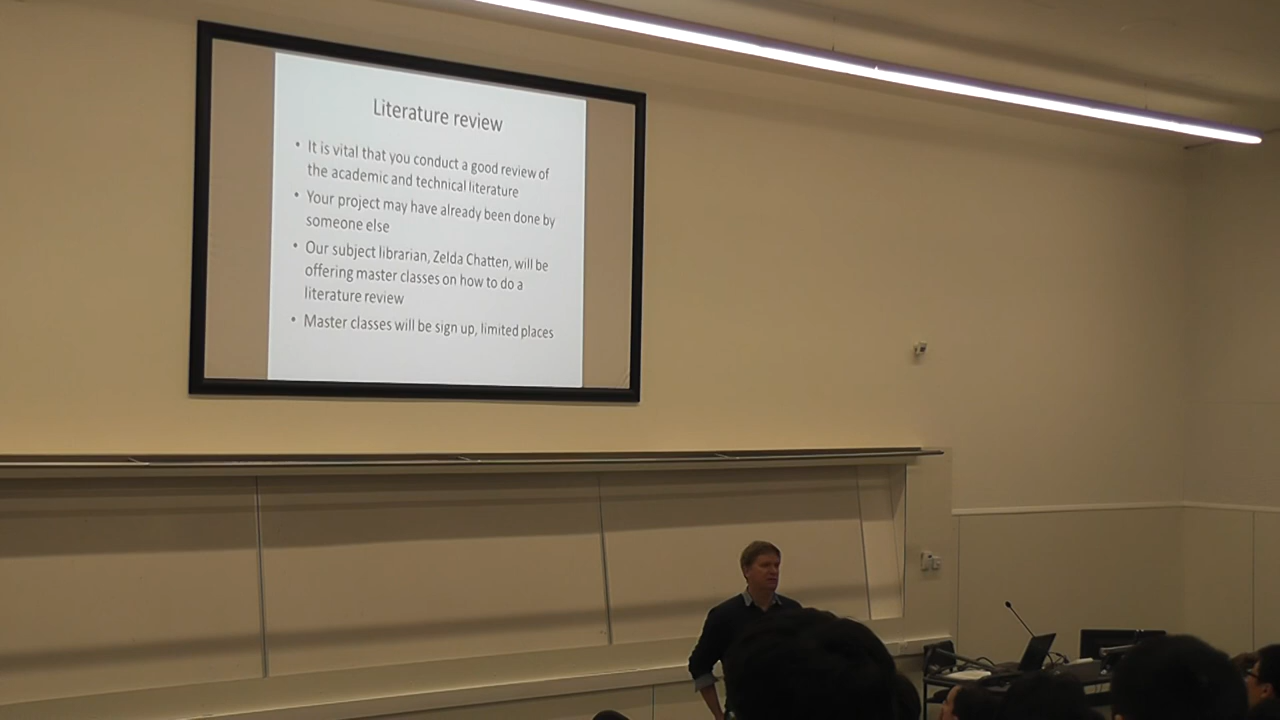 Literature review
• It is vital that you conduct a good review of
the academic and technical literature
• Your project may have already been done by
someone else
• Our subject librarian, Zelda Chatten, will be
offering master classes on how to do a
literature review
• Master classes will be sign up, limited places